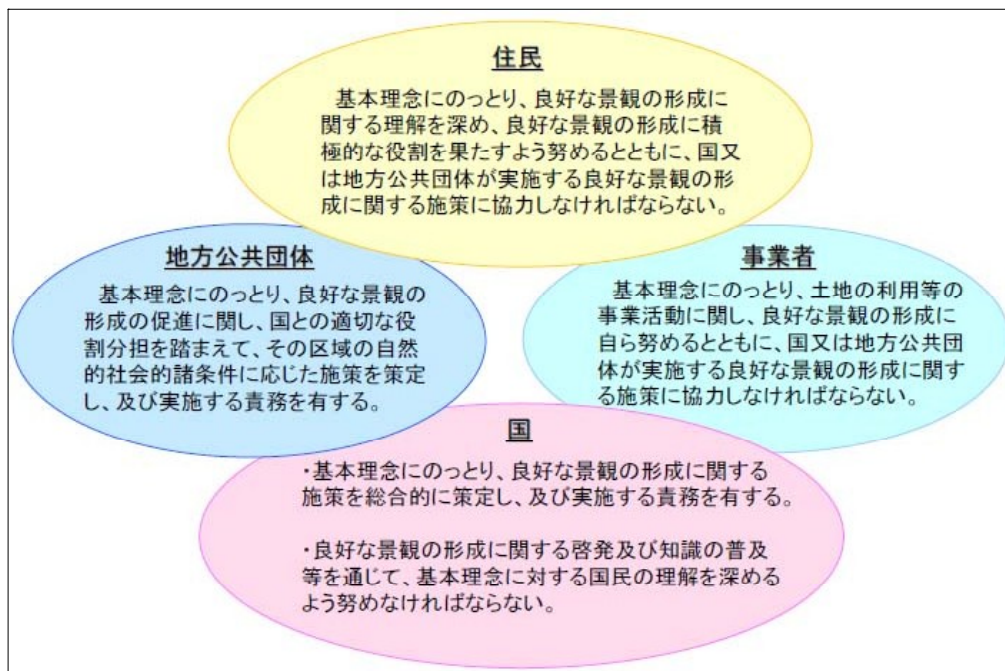 住民
基本理念にのっとり、良好な景観の形成に
関する理解を深め、良好な景観の形成に積
極的な役割を果たすよう努めるとともに、国又
は地方公共団体が実施する良好な景観の形
成に関する施策に協力しなければならない。
地方公共団体
基本理念にのっとり、良好な景観の
形成の促進に関し、国との適切な役
割分担を踏まえて、その区域の自然
的社会的諸条件に応じた施策を策定
し、及び実施する責務を有する。
事業者
基本理念にのっとり、土地の利用等の
事業活動に関し、良好な景観の形成に
自ら努めるとともに、国又は地方公共団
体が実施する良好な景観の形成に関す
る施策に協力しなければならない。
国
・基本理念にのっとり、良好な景観の形成に関する
施策を総合的に策定し、及び実施する責務を有する。
・良好な景観の形成に関する啓発及び知識の普及
等を通じて、基本理念に対する国民の理解を深める
よう努めなければならない。